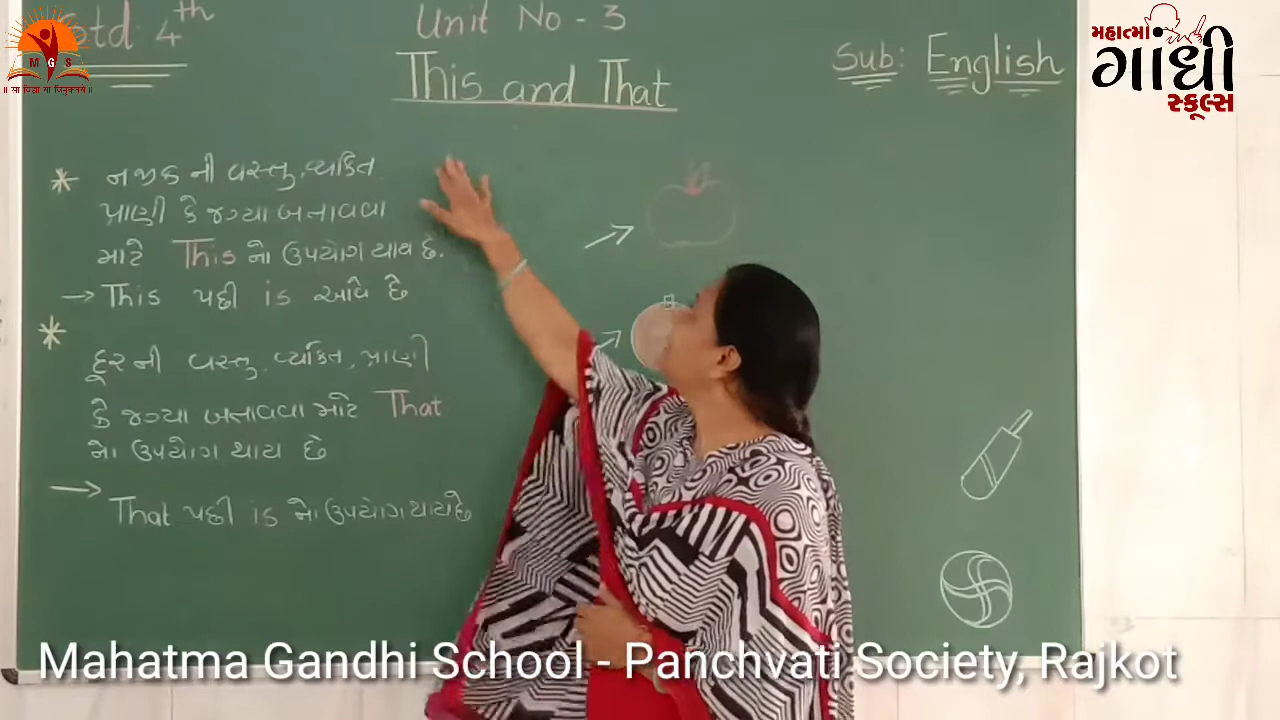 Std 4th
Unit No - 3
This and That
Sub: English
મહાત્મા
ગાંધી
સ્કૂલ્સ
M G S
॥ सा विद्या या विमुक्तये ॥
* નજીક ની વસ્તુ, વ્યકિત
પ્રાણી કે જગ્યા બતાવવા
માટે This નો ઉપયોગ થાય છે.
→ This પછી is આવે છે
*
દૂર ની વસ્તુ, વ્યકિત, પ્રાણી
કે જગ્યા બતાવવા માટે That
નો ઉપયોગ થાય છે
→ That પછી is નો ઉપયોગ થાય છે
Mahatma Gandhi School - Panchvati Society, Rajkot